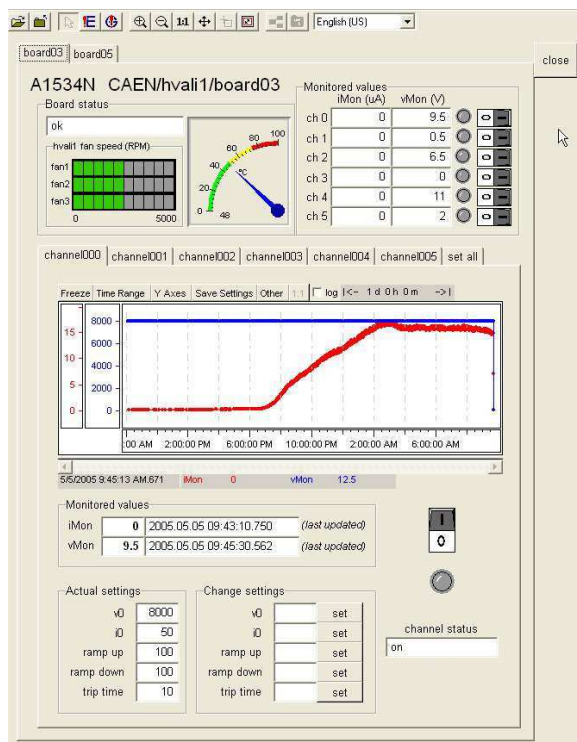 1:1 English (US)
board03 board05 close
A1534N CAEN/hvali1/board03
Board status
ok
hvali1 fan speed (RPM)
fan1
fan2
fan3
0 5000
0 20 40 60 80 100
°C
48
Monitored values
iMon (uA) vMon (V)
ch 0 0 9.5
ch 1 0 0.5
ch 2 0 6.5
ch 3 0 0
ch 4 0 11
ch 5 0 2
channel000 channel001 channel002 channel003 channel004 channel005 set all
Freeze Time Range Y Axes Save Settings Other 1:1 log |<- 1 d 0 h 0 m ->|
8000
15
6000
10
4000
5
2000
0 0
:00 AM 2:00:00 PM 6:00:00 PM 10:00:00 PM 2:00:00 AM 6:00:00 AM
5/5/2005 9:45:13 AM.671 iMon 0 vMon 12.5
Monitored values
iMon 0 2005.05.05 09:43:10.750 (last updated)
vMon 9.5 2005.05.05 09:45:30.562 (last updated)
I
O
Actual settings
v0 8000
i0 50
ramp up 100
ramp down 100
trip time 10
Change settings
v0 set
i0 set
ramp up set
ramp down set
trip time set
channel status
on